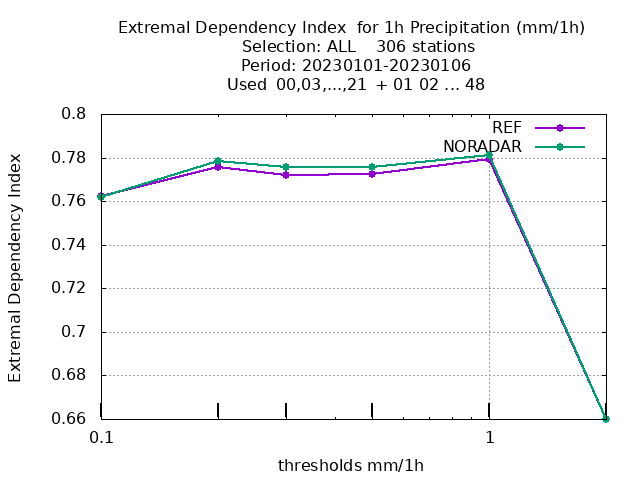 Extremal Dependency Index  for 1h Precipitation (mm/1h)
Selection: ALL    306 stations
Period: 20230101-20230106
Used  00,03,...,21  + 01 02 ... 48
REF
NORADAR
0.8
0.78
0.76
0.74
0.72
0.7
0.68
0.66
Extremal Dependency Index
0.1
1
thresholds mm/1h